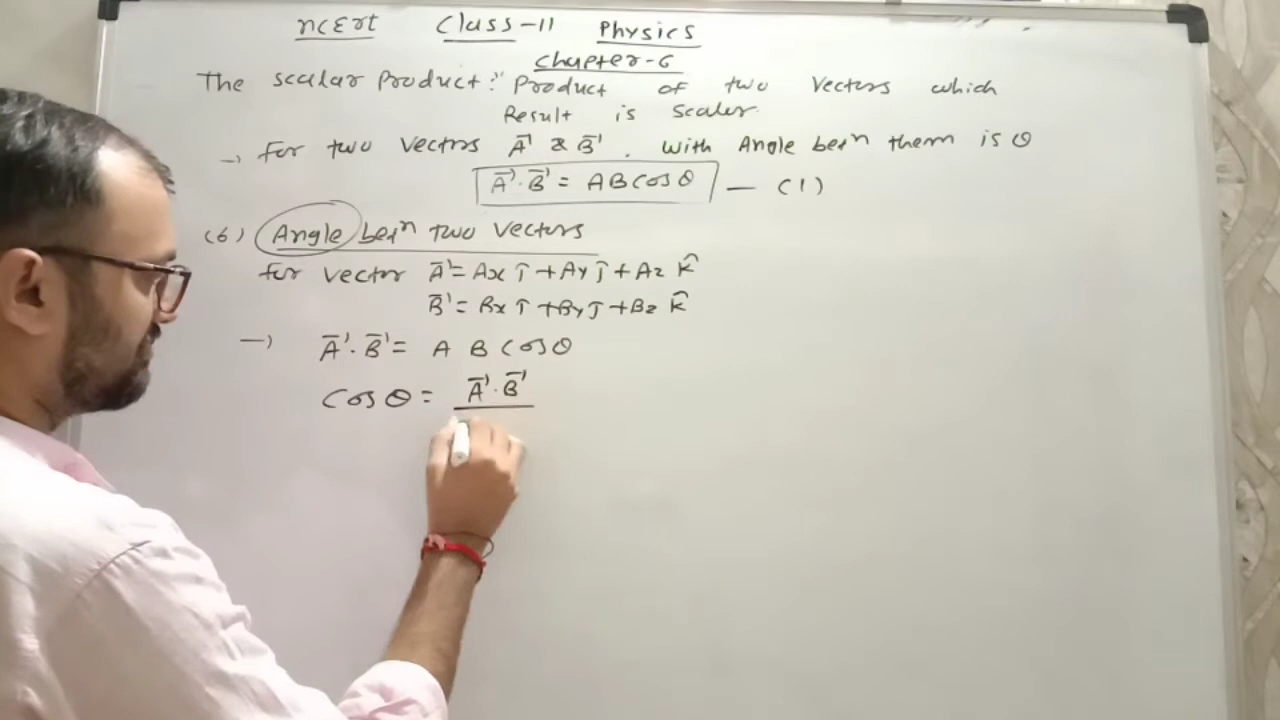 NCERT Class-11 Physics
Chapter-6
The scalar Product:- Product of two vectors which
Result is scaler.
→ for two vectors A⃗ & B⃗. with Angle betn them is θ
A⃗·B⃗ = AB Cos θ — (1)
(6) Angle betn two vectors
for vector A⃗ = Ax î + Ay ĵ + Az k̂
B⃗ = Bx î + By ĵ + Bz k̂
→ A⃗·B⃗ = A B Cos θ
Cos θ = A⃗·B⃗